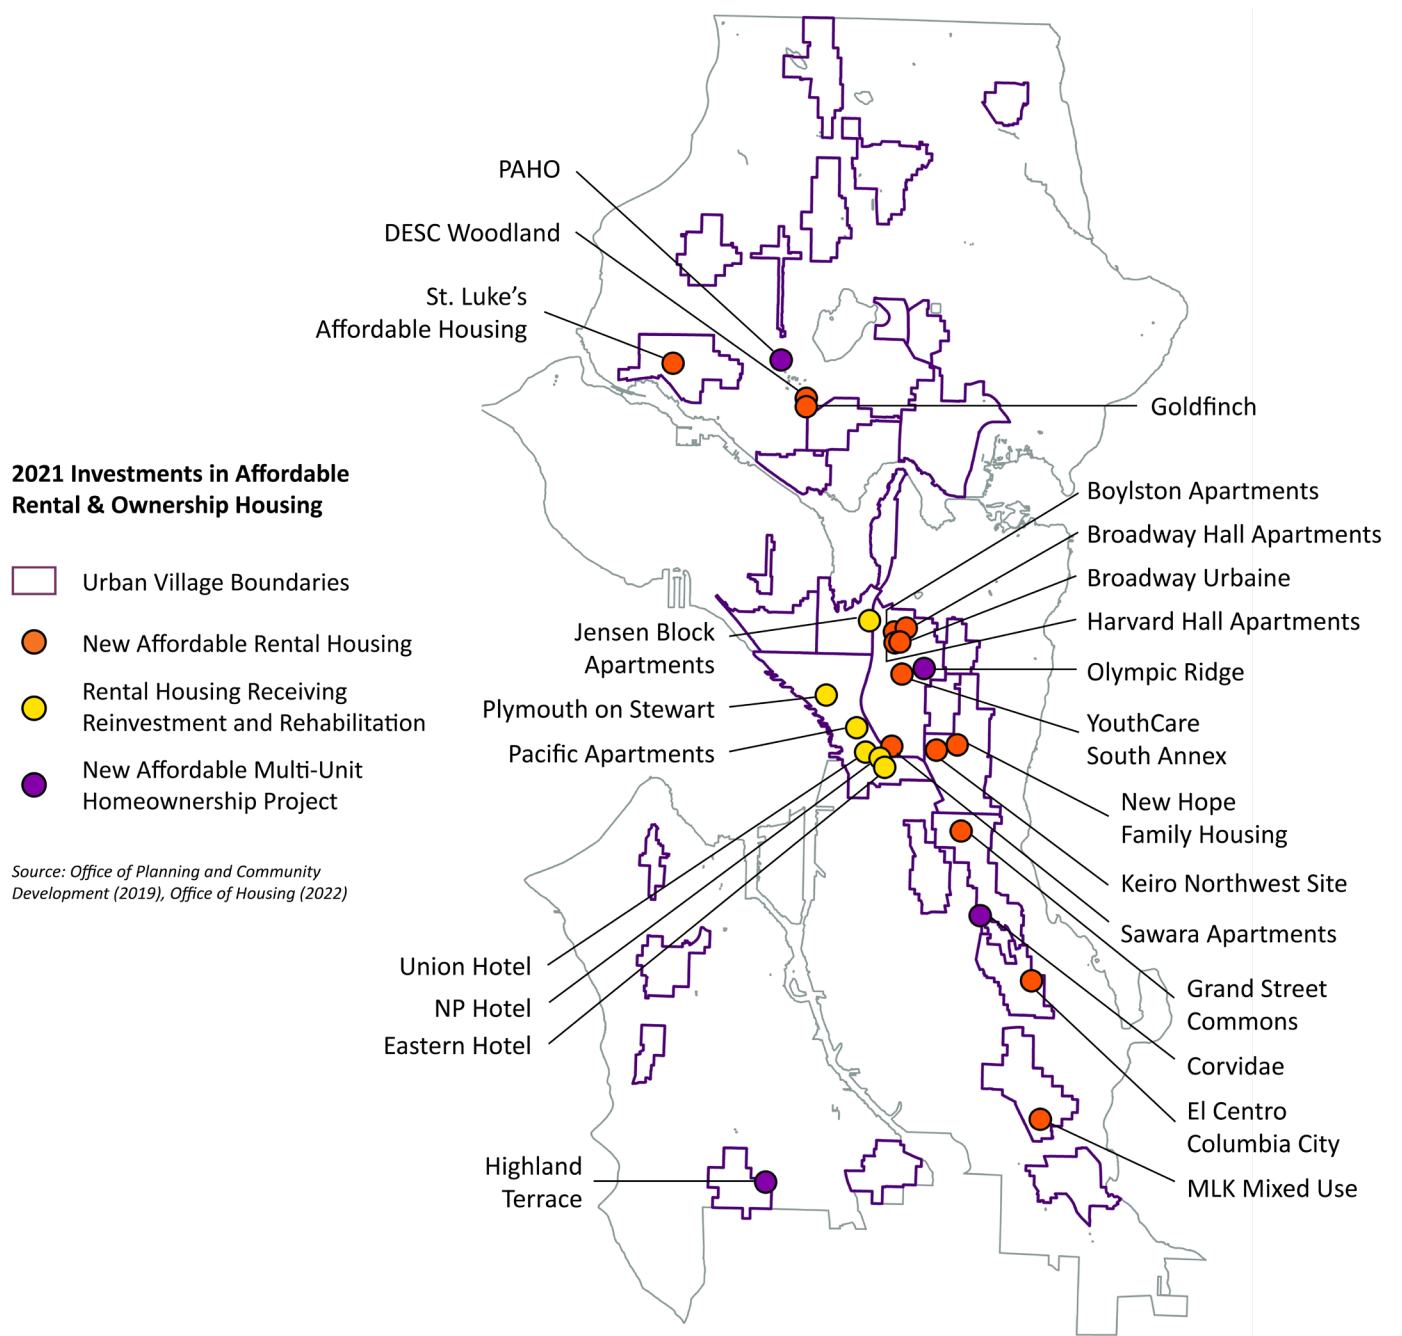 PAHO
DESC Woodland
St. Luke’s
Affordable Housing
Goldfinch
2021 Investments in Affordable
Rental & Ownership Housing
Urban Village Boundaries
New Affordable Rental Housing
Rental Housing Receiving
Reinvestment and Rehabilitation
New Affordable Multi-Unit
Homeownership Project
Source: Office of Planning and Community
Development (2019), Office of Housing (2022)
Boylston Apartments
Broadway Hall Apartments
Broadway Urbaine
Harvard Hall Apartments
Olympic Ridge
YouthCare
South Annex
New Hope
Family Housing
Keiro Northwest Site
Sawara Apartments
Grand Street
Commons
Corvidae
El Centro
Columbia City
MLK Mixed Use
Jensen Block
Apartments
Plymouth on Stewart
Pacific Apartments
Union Hotel
NP Hotel
Eastern Hotel
Highland
Terrace